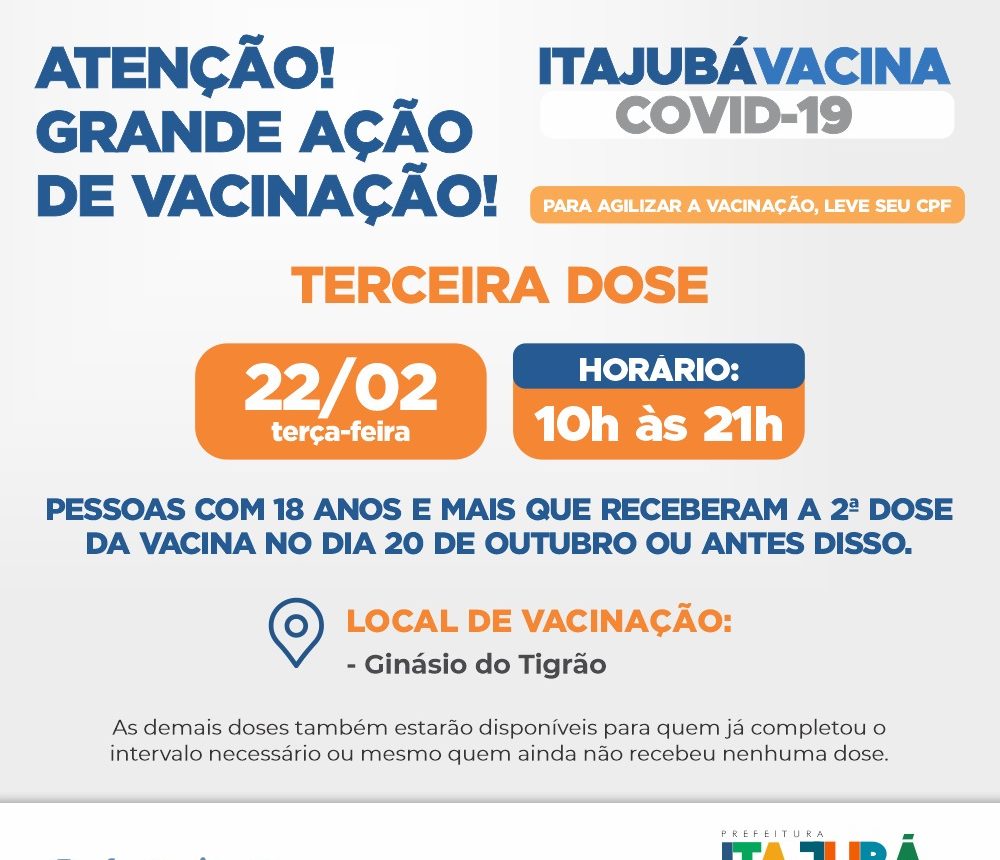 ATENÇÃO!
GRANDE AÇÃO
DE VACINAÇÃO!
ITAJUBÁVACINA
COVID-19
PARA AGILIZAR A VACINAÇÃO, LEVE SEU CPF
TERCEIRA DOSE
22/02
terça-feira
HORÁRIO:
10h às 21h
PESSOAS COM 18 ANOS E MAIS QUE RECEBERAM A 2ª DOSE
DA VACINA NO DIA 20 DE OUTUBRO OU ANTES DISSO.
LOCAL DE VACINAÇÃO:
- Ginásio do Tigrão
As demais doses também estarão disponíveis para quem já completou o
intervalo necessário ou mesmo quem ainda não recebeu nenhuma dose.
PREFEITURA
ITAJUBÁ